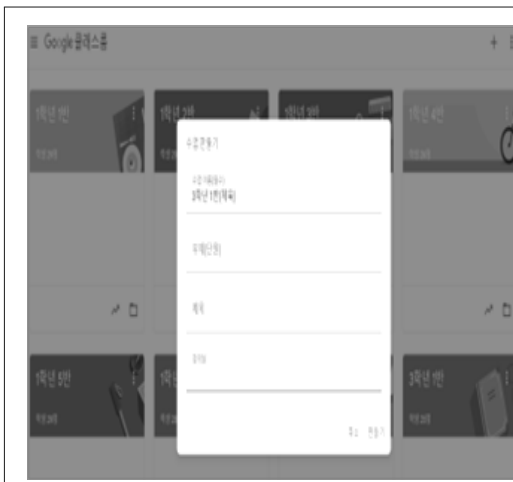 Google 클래스룸
1학년 1반
1학년 2반
1학년 3반
1학년 4반
수업 만들기
수업 이름(필수)
3학년 1반(체육)
부제(단원)
제목
강의실
취소 만들기
1학년 5반
3학년 1반